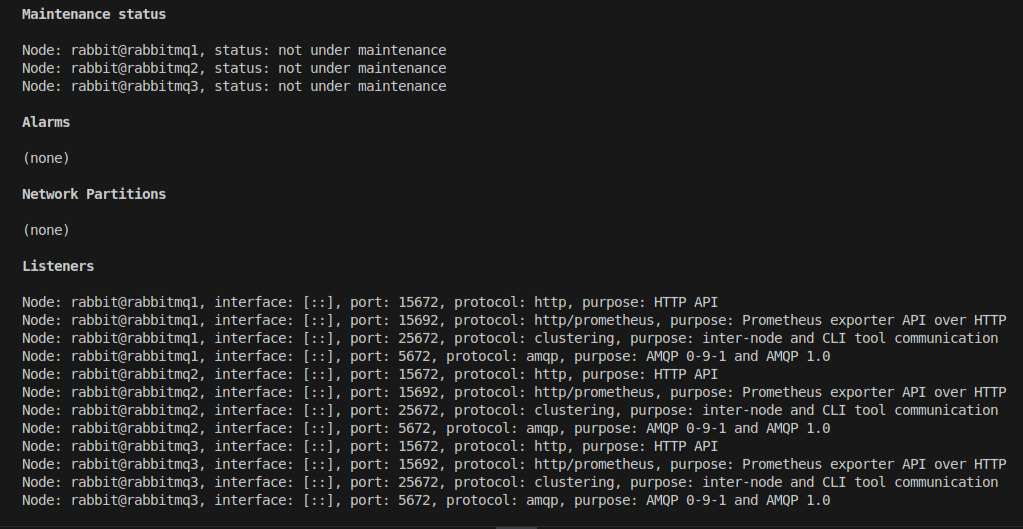 Maintenance status
Node: rabbit@rabbitmq1, status: not under maintenance
Node: rabbit@rabbitmq2, status: not under maintenance
Node: rabbit@rabbitmq3, status: not under maintenance
Alarms
(none)
Network Partitions
(none)
Listeners
Node: rabbit@rabbitmq1, interface: [::], port: 15672, protocol: http, purpose: HTTP API
Node: rabbit@rabbitmq1, interface: [::], port: 15692, protocol: http/prometheus, purpose: Prometheus exporter API over HTTP
Node: rabbit@rabbitmq1, interface: [::], port: 25672, protocol: clustering, purpose: inter-node and CLI tool communication
Node: rabbit@rabbitmq1, interface: [::], port: 5672, protocol: amqp, purpose: AMQP 0-9-1 and AMQP 1.0
Node: rabbit@rabbitmq2, interface: [::], port: 15672, protocol: http, purpose: HTTP API
Node: rabbit@rabbitmq2, interface: [::], port: 15692, protocol: http/prometheus, purpose: Prometheus exporter API over HTTP
Node: rabbit@rabbitmq2, interface: [::], port: 25672, protocol: clustering, purpose: inter-node and CLI tool communication
Node: rabbit@rabbitmq2, interface: [::], port: 5672, protocol: amqp, purpose: AMQP 0-9-1 and AMQP 1.0
Node: rabbit@rabbitmq3, interface: [::], port: 15672, protocol: http, purpose: HTTP API
Node: rabbit@rabbitmq3, interface: [::], port: 15692, protocol: http/prometheus, purpose: Prometheus exporter API over HTTP
Node: rabbit@rabbitmq3, interface: [::], port: 25672, protocol: clustering, purpose: inter-node and CLI tool communication
Node: rabbit@rabbitmq3, interface: [::], port: 5672, protocol: amqp, purpose: AMQP 0-9-1 and AMQP 1.0